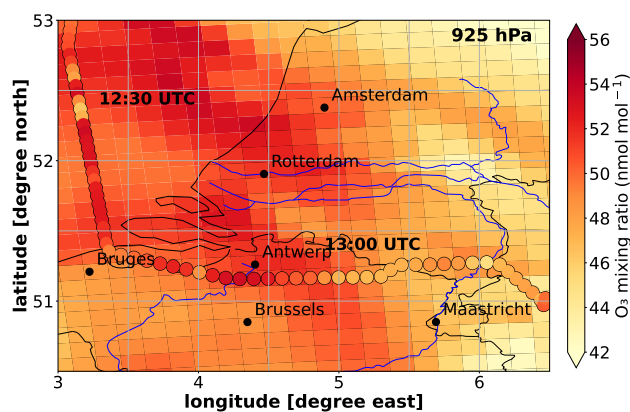 53
52
51
3
4
5
6
latitude [degree north]
longitude [degree east]
925 hPa
12:30 UTC
Amsterdam
Rotterdam
13:00 UTC
Bruges
Antwerp
Brussels
Maastricht
56
54
52
50
48
46
44
42
O₃ mixing ratio (nmol mol⁻¹)